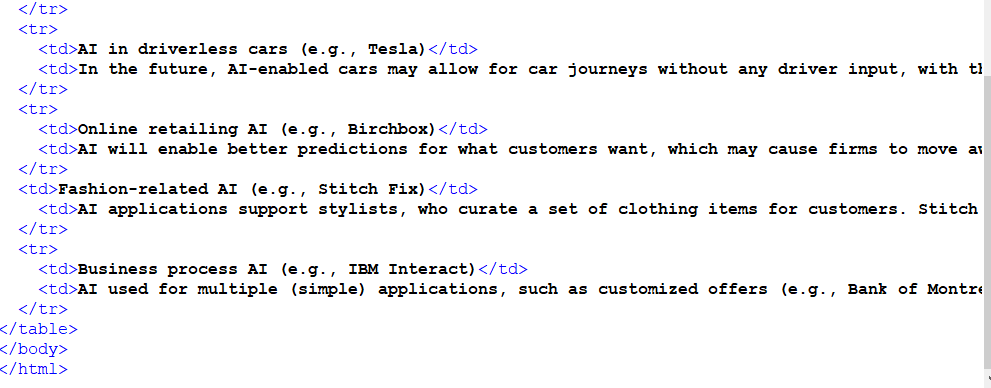 </tr>
<tr>
<td>AI in driverless cars (e.g., Tesla)</td>
<td>In the future, AI-enabled cars may allow for car journeys without any driver input, with
</tr>
<tr>
<td>Online retailing AI (e.g., Birchbox)</td>
<td>AI will enable better predictions for what customers want, which may cause firms to move
</tr>
<td>Fashion-related AI (e.g., Stitch Fix)</td>
<td>AI applications support stylists, who curate a set of clothing items for customers. Stitch
</tr>
<tr>
<td>Business process AI (e.g., IBM Interact)</td>
<td>AI used for multiple (simple) applications, such as customized offers (e.g., Bank of
</tr>
</table>
</body>
</html>